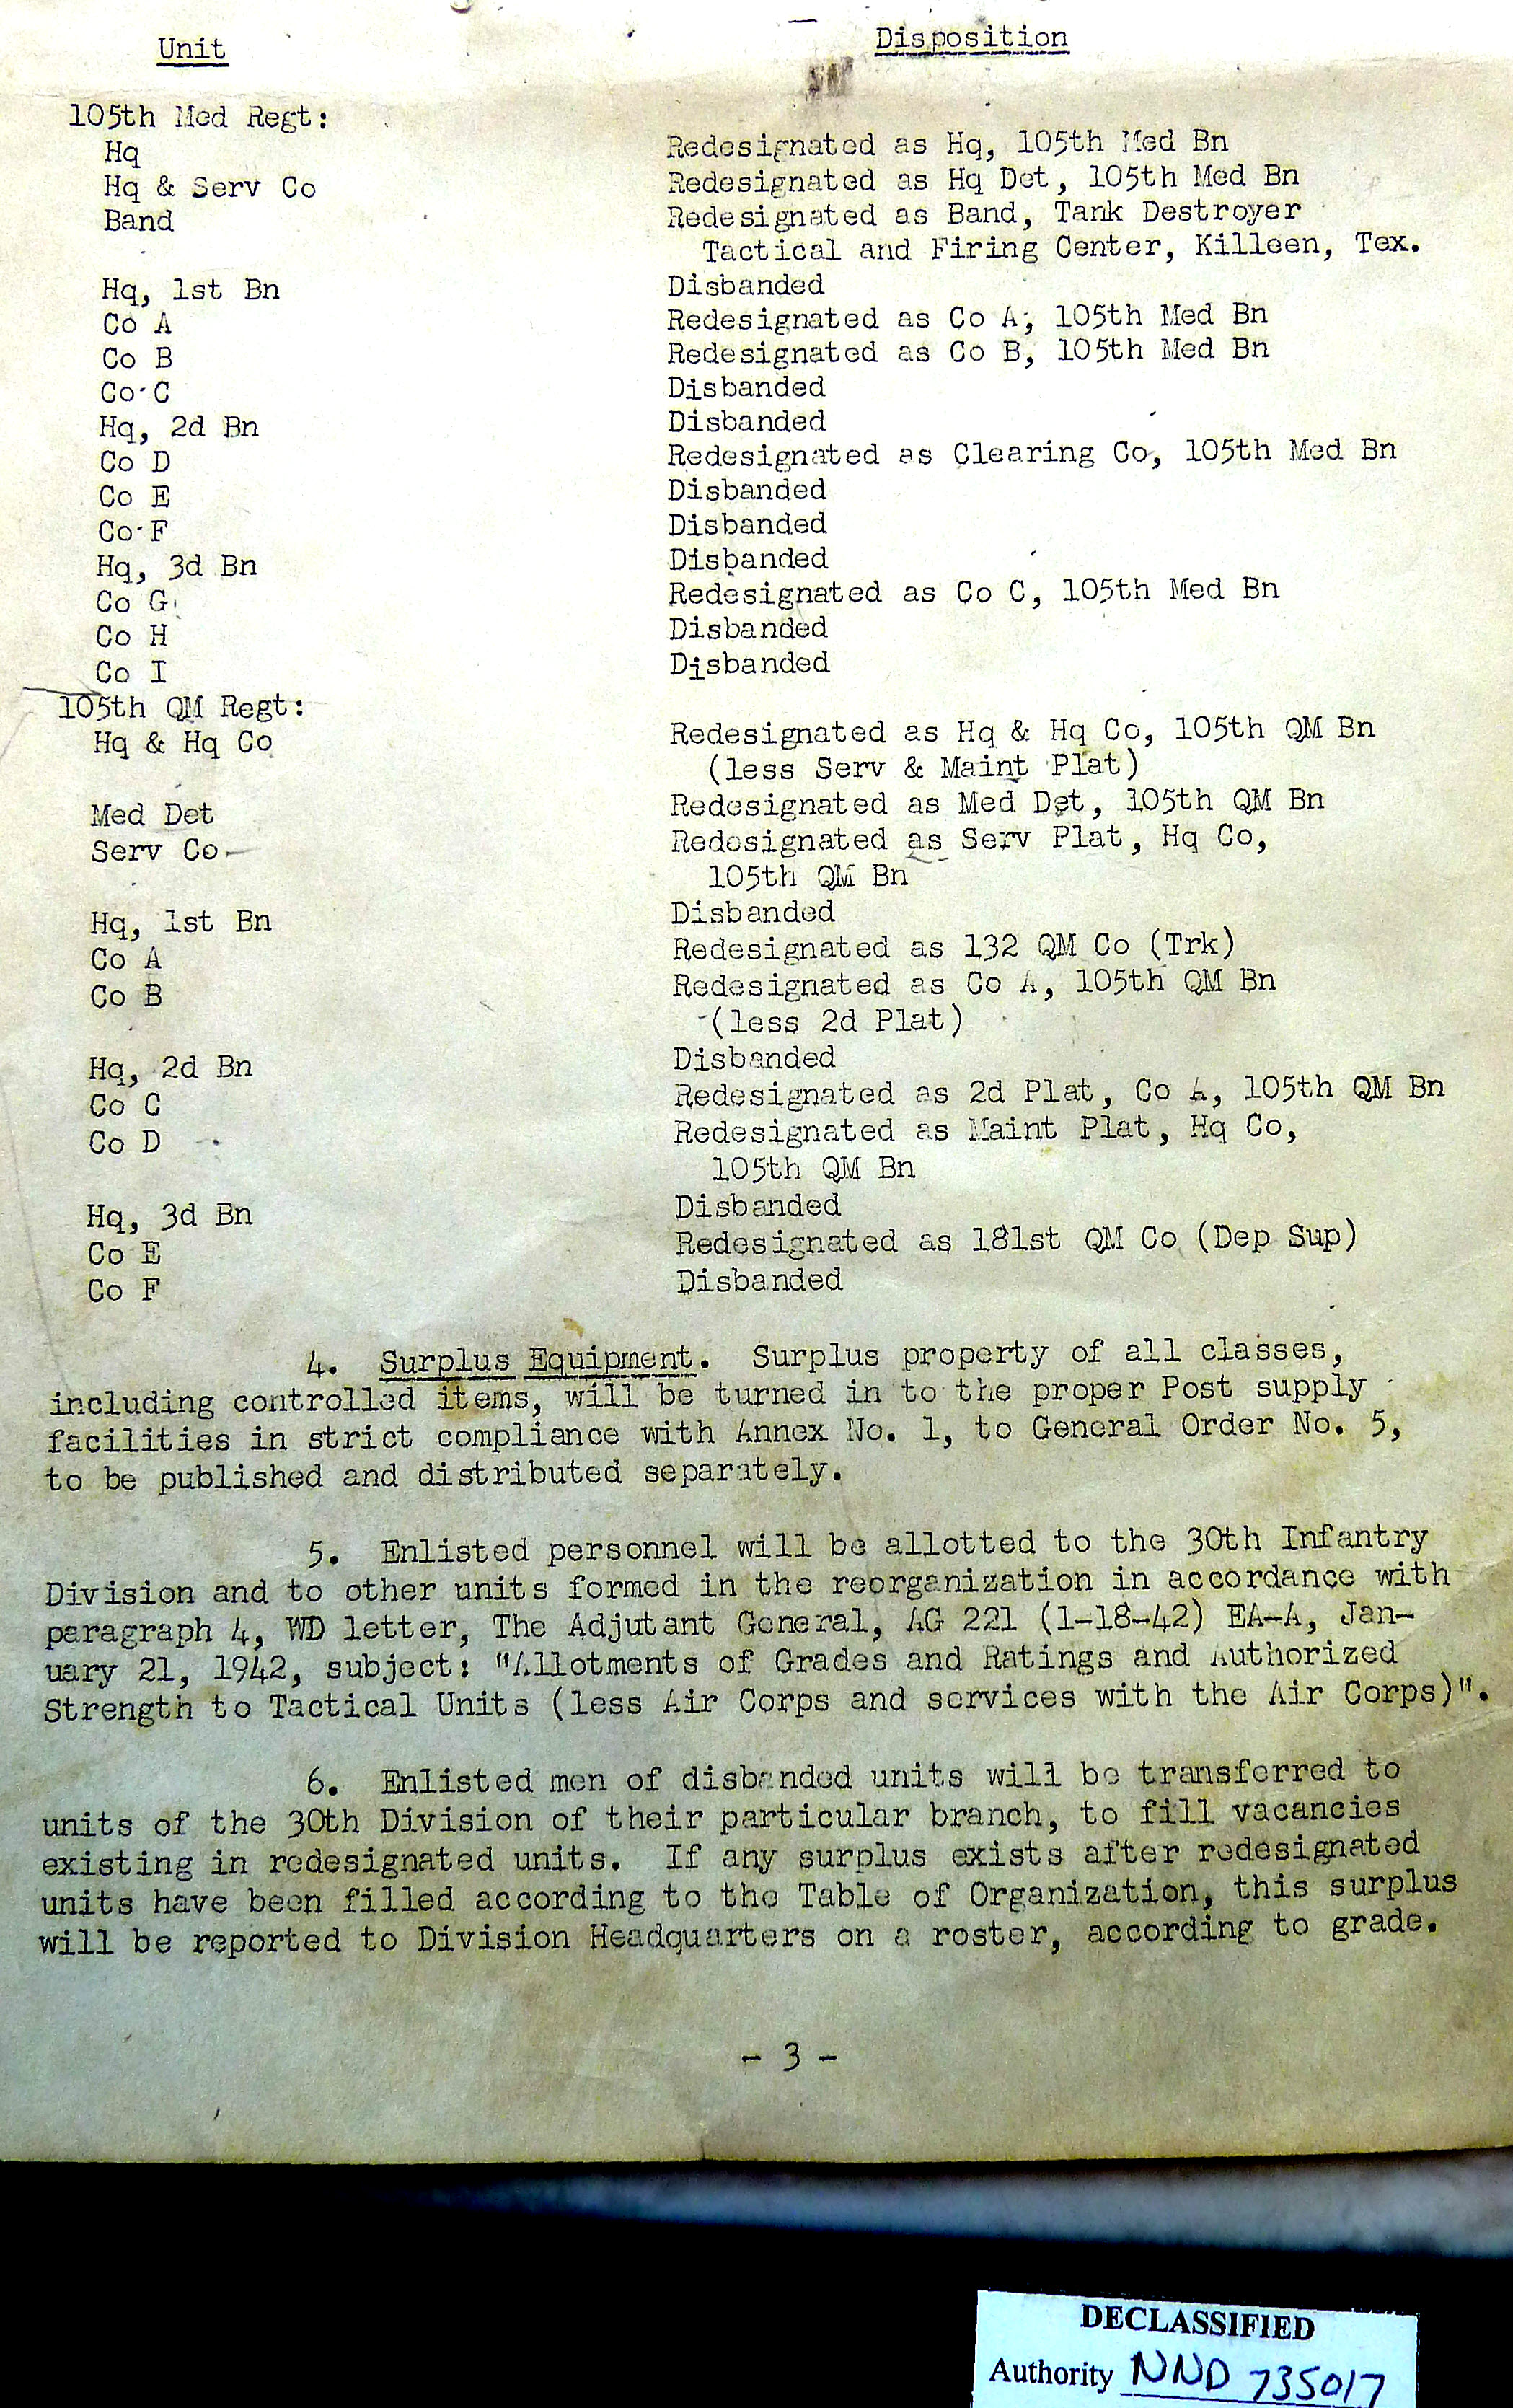 Unit Disposition
105th Med Regt:
Hq Redesignated as Hq, 105th Med Bn
Hq & Serv Co Redesignated as Hq Det, 105th Med Bn
Band Redesignated as Band, Tank Destroyer
Tactical and Firing Center, Killeen, Tex.
Hq, 1st Bn Disbanded
Co A Redesignated as Co A, 105th Med Bn
Co B Redesignated as Co B, 105th Med Bn
Co C Disbanded
Hq, 2d Bn Disbanded
Co D Redesignated as Clearing Co, 105th Med Bn
Co E Disbanded
Co F Disbanded
Hq, 3d Bn Disbanded
Co G Redesignated as Co C, 105th Med Bn
Co H Disbanded
Co I Disbanded
105th QM Regt:
Hq & Hq Co Redesignated as Hq & Hq Co, 105th QM Bn
(less Serv & Maint Plat)
Med Det Redesignated as Med Det, 105th QM Bn
Serv Co Redesignated as Serv Plat, Hq Co,
105th QM Bn
Hq, 1st Bn Disbanded
Co A Redesignated as 132 QM Co (Trk)
Co B Redesignated as Co A, 105th QM Bn
(less 2d Plat)
Hq, 2d Bn Disbanded
Co C Redesignated as 2d Plat, Co A, 105th QM Bn
Co D Redesignated as Maint Plat, Hq Co,
105th QM Bn
Hq, 3d Bn Disbanded
Co E Redesignated as 181st QM Co (Dep Sup)
Co F Disbanded
4. Surplus Equipment. Surplus property of all classes,
including controlled items, will be turned in to the proper Post supply
facilities in strict compliance with Annex No. 1, to General Order No. 5,
to be published and distributed separately.
5. Enlisted personnel will be allotted to the 30th Infantry
Division and to other units formed in the reorganization in accordance with
paragraph 4, WD letter, The Adjutant General, AG 221 (1-18-42) EA-A, Jan-
uary 21, 1942, subject: "Allotments of Grades and Ratings and Authorized
Strength to Tactical Units (less Air Corps and services with the Air Corps)".
6. Enlisted men of disbanded units will be transferred to
units of the 30th Division of their particular branch, to fill vacancies
existing in redesignated units. If any surplus exists after redesignated
units have been filled according to the Table of Organization, this surplus
will be reported to Division Headquarters on a roster, according to grade.
- 3 -
DECLASSIFIED
Authority NND 735017